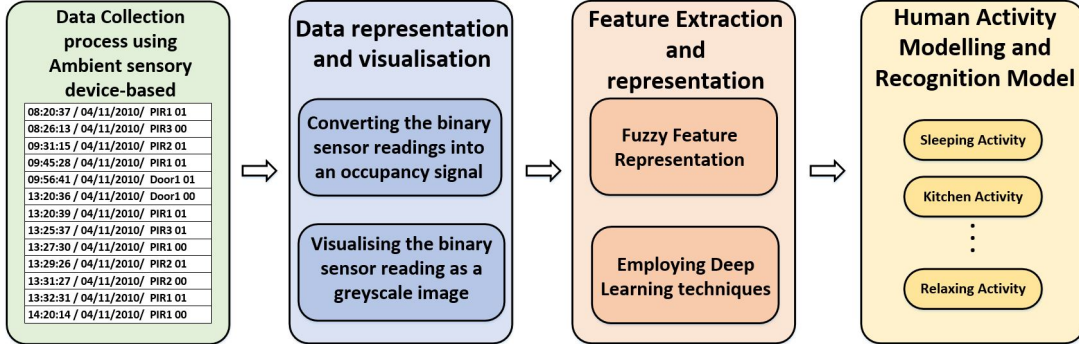 Data Collection
process using
Ambient sensory
device-based
08:20:37 / 04/11/2010/ PIR1 01
08:26:13 / 04/11/2010/ PIR3 00
09:31:15 / 04/11/2010/ PIR2 01
09:45:28 / 04/11/2010/ PIR1 01
09:56:41 / 04/11/2010/ Door1 01
13:20:36 / 04/11/2010/ Door1 00
13:20:39 / 04/11/2010/ PIR1 01
13:25:37 / 04/11/2010/ PIR3 01
13:27:30 / 04/11/2010/ PIR1 00
13:29:26 / 04/11/2010/ PIR2 01
13:31:27 / 04/11/2010/ PIR2 00
13:32:31 / 04/11/2010/ PIR1 01
14:20:14 / 04/11/2010/ PIR1 00
Data representation
and visualisation
Converting the binary
sensor readings into
an occupancy signal
Visualising the binary
sensor reading as a
greyscale image
Feature Extraction
and
representation
Fuzzy Feature
Representation
Employing Deep
Learning techniques
Human Activity
Modelling and
Recognition Model
Sleeping Activity
Kitchen Activity
Relaxing Activity